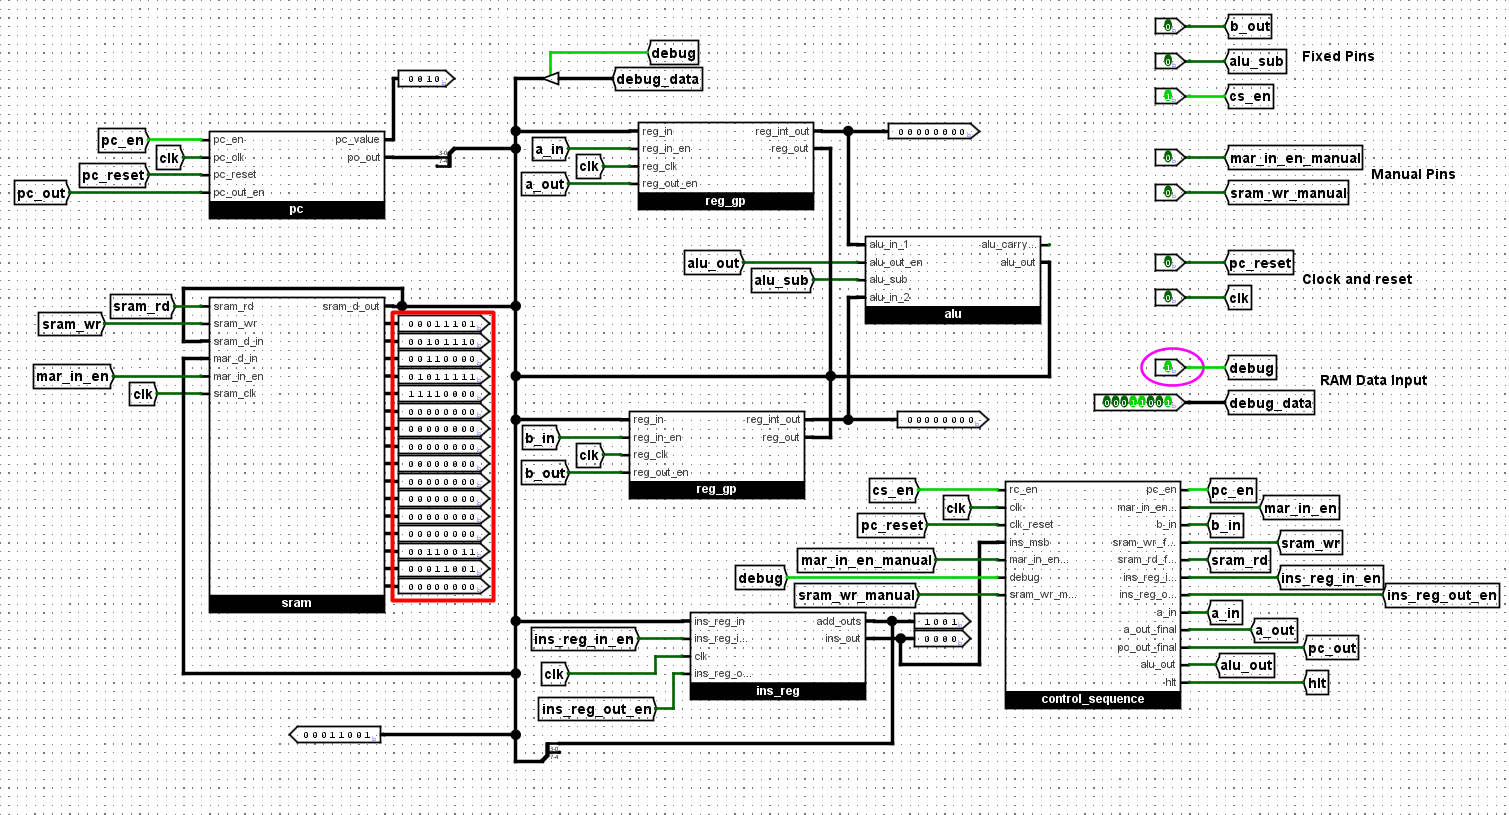 b_out
debug
alu_sub
Fixed Pins
debug_data
0010
cs_en
pc_en
pc_en
pc_value
clk
pc_clk
po_out
pc_reset
pc_reset
pc_out
pc_out_en
pc
reg_in
reg_int_out
00000000
a_in
reg_in_en
reg_out
clk
reg_clk
a_out
reg_out_en
reg_gp
mar_in_en_manual
Manual Pins
sram_wr_manual
alu_in_1
alu_carry...
alu_out
alu_out_en
alu_out
alu_sub
alu_sub
alu_in_2
alu
pc_reset
Clock and reset
clk
sram_rd
sram_rd
sram_d_out
sram_wr
sram_wr
sram_d_in
mar_d_in
mar_in_en
mar_in_en
clk
sram_clk
sram
00011101
00101110
00110000
01011111
11110000
00000000
00000000
00000000
00000000
00000000
00000000
00000000
00000000
00110011
00011001
00000000
1
debug
RAM Data Input
00011001
debug_data
reg_in
reg_int_out
00000000
b_in
reg_in_en
reg_out
clk
reg_clk
b_out
reg_out_en
reg_gp
cs_en
rc_en
pc_en
pc_en
clk
clk
mar_in_en...
mar_in_en
pc_reset
clk_reset
b_in
b_in
ins_msb
sram_wr_f...
sram_wr
mar_in_en_manual
mar_in_en...
sram_rd_f...
sram_rd
debug
debug
ins_reg_i...
ins_reg_in_en
sram_wr_manual
sram_wr_m...
ins_reg_o...
ins_reg_out_en
a_in
a_in
a_out_final
a_out
pc_out_final
pc_out
alu_out
alu_out
hlt
hlt
control_sequence
ins_reg_in
add_outs
1001
ins_reg_in_en
ins_reg_i...
ins_out
0000
clk
clk
ins_reg_out_en
ins_reg_o...
ins_reg
00011001